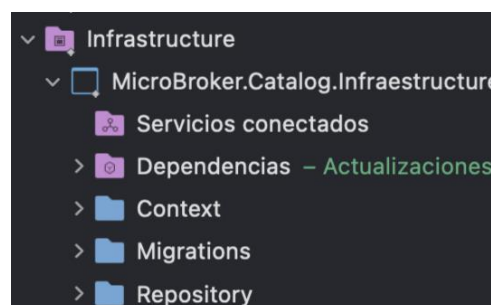 Infrastructure
MicroBroker.Catalog.Infraestructure
Servicios conectados
Dependencias – Actualizaciones
Context
Migrations
Repository